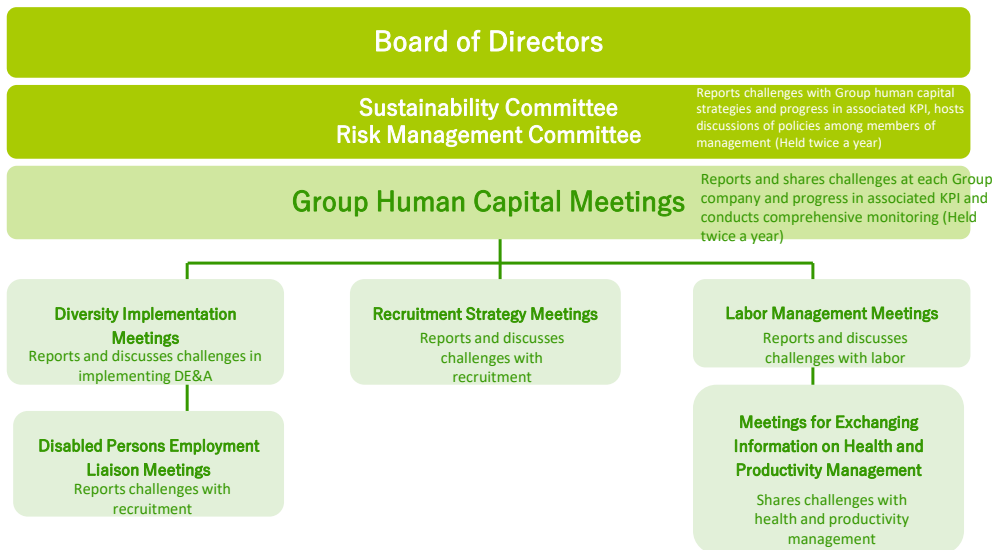 Board of Directors
Sustainability Committee
Risk Management Committee
Reports challenges with Group human capital
strategies and progress in associated KPI, hosts
discussions of policies among members of
management (Held twice a year)
Group Human Capital Meetings
Reports and shares challenges at each Group
company and progress in associated KPI and
conducts comprehensive monitoring (Held
twice a year)
Diversity Implementation
Meetings
Reports and discusses challenges in
implementing DE&A
Recruitment Strategy Meetings
Reports and discusses
challenges with
recruitment
Labor Management Meetings
Reports and discusses
challenges with labor
Disabled Persons Employment
Liaison Meetings
Reports challenges with
recruitment
Meetings for Exchanging
Information on Health and
Productivity Management
Shares challenges with
health and productivity
management